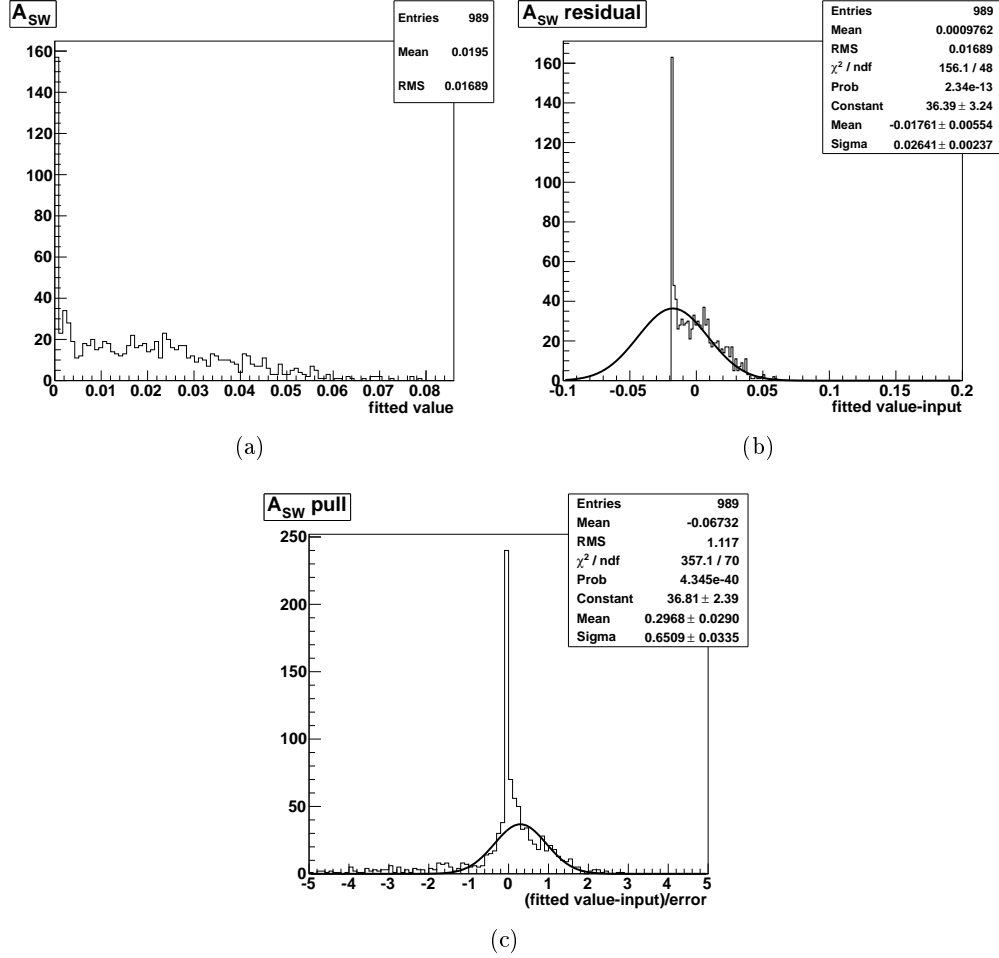 A_SW
Entries 989
Mean 0.0195
RMS 0.01689
160
140
120
100
80
60
40
20
0
0 0.01 0.02 0.03 0.04 0.05 0.06 0.07 0.08
fitted value
(a)
A_SW residual
Entries 989
Mean 0.0009762
RMS 0.01689
χ² / ndf 156.1 / 48
Prob 2.34e-13
Constant 36.39 ± 3.24
Mean -0.01761 ± 0.00554
Sigma 0.02641 ± 0.00237
160
140
120
100
80
60
40
20
0
-0.1 -0.05 0 0.05 0.1 0.15 0.2
fitted value-input
(b)
A_SW pull
Entries 989
Mean -0.06732
RMS 1.117
χ² / ndf 357.1 / 70
Prob 4.345e-40
Constant 36.81 ± 2.39
Mean 0.2968 ± 0.0290
Sigma 0.6509 ± 0.0335
250
200
150
100
50
0
-5 -4 -3 -2 -1 0 1 2 3 4 5
(fitted value-input)/error
(c)